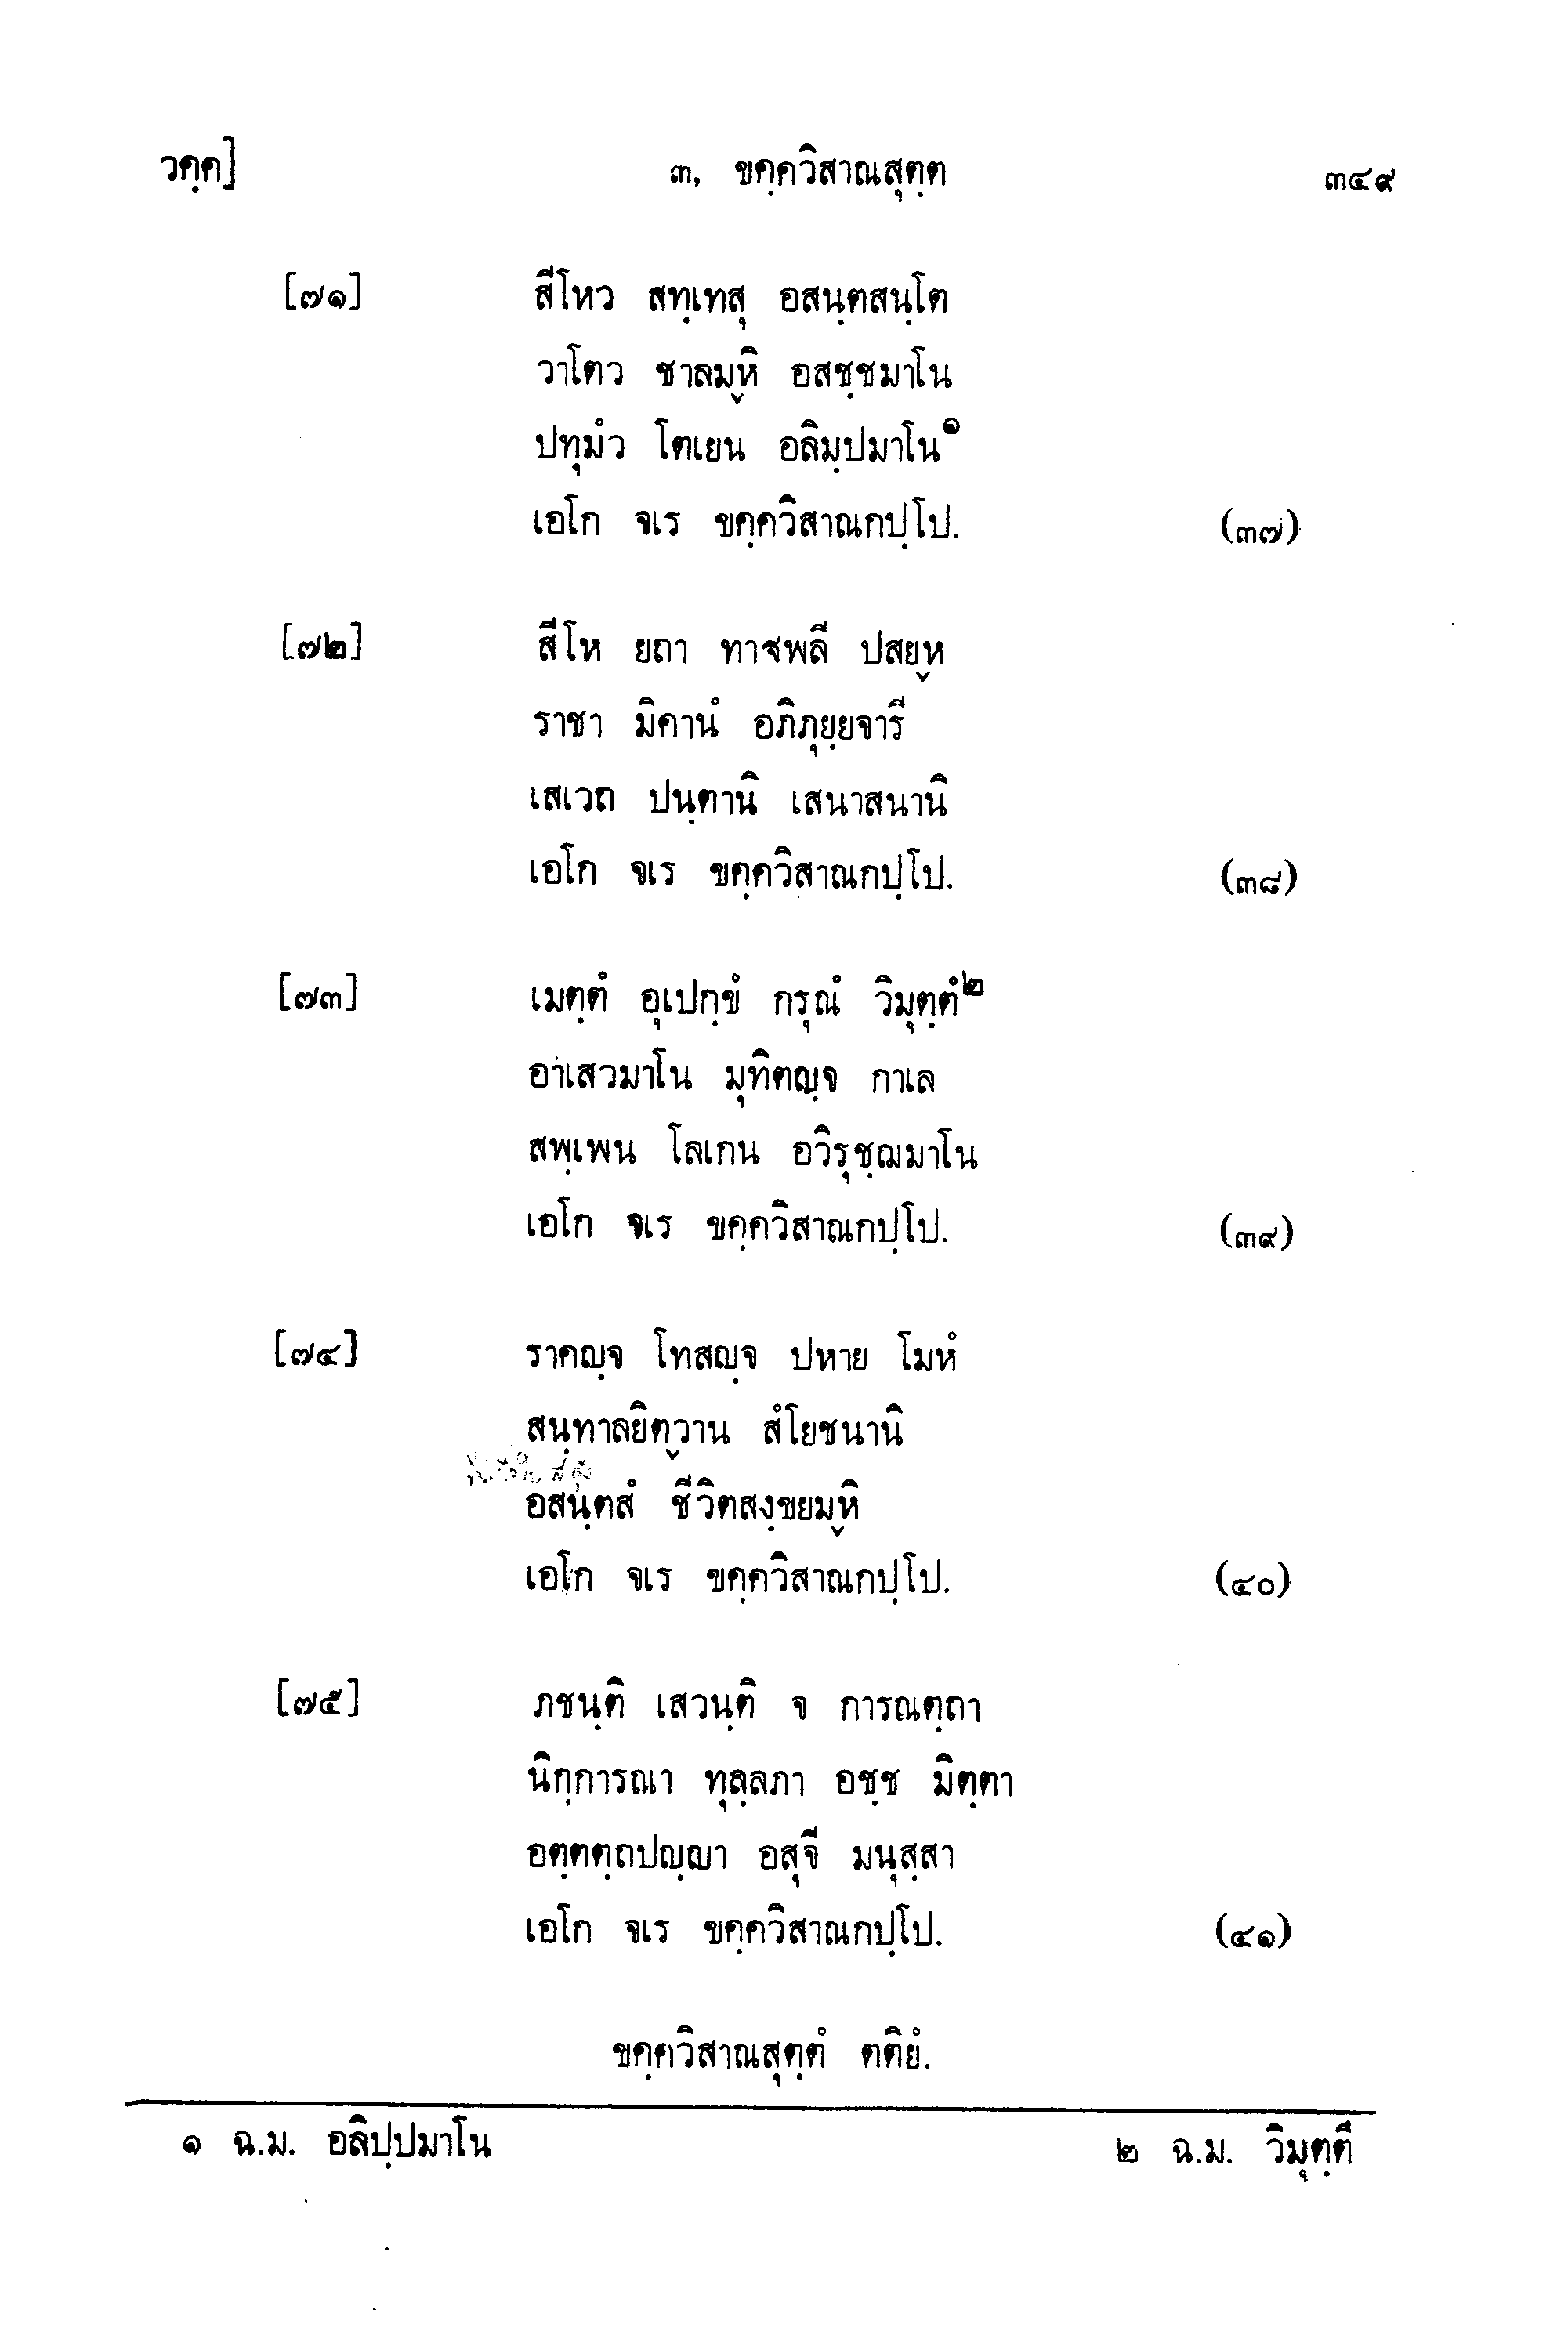 วคฺค]
๓, ขคฺควิสาณสุตฺต
๓๔๙
[๗๑] สีโหว สทฺเทสุ อสนฺตสนฺโต
วาโตว ชาลมฺหิ อสชฺชมาโน
ปทุมํว โตเยน อลิมฺปมาโน๑
เอโก จเร ขคฺควิสาณกปฺโป. (๓๗)
[๗๒] สีโห ยถา ทาฐพลี ปสยฺห
ราชา มิคานํ อภิภุยฺยจารี
เสเวถ ปนฺตานิ เสนาสนานิ
เอโก จเร ขคฺควิสาณกปฺโป. (๓๘)
[๗๓] เมตฺตํ อุเปกฺขํ กรุณํ วิมุตฺตํ๒
อาเสวมาโน มุทิตญฺจ กาเล
สพฺเพน โลเกน อวิรุชฺฌมาโน
เอโก จเร ขคฺควิสาณกปฺโป. (๓๙)
[๗๔] ราคญฺจ โทสญฺจ ปหาย โมหํ
สนฺทาลยิตฺวาน สํโยชนานิ
อสนฺตสํ ชีวิตสงฺขยมฺหิ
เอโก จเร ขคฺควิสาณกปฺโป. (๔๐)
[๗๕] ภชนฺติ เสวนฺติ จ การณตฺถา
นิกฺการณา ทุลฺลภา อชฺช มิตฺตา
อตฺตตฺถปญฺญา อสุจี มนุสฺสา
เอโก จเร ขคฺควิสาณกปฺโป. (๔๑)
ขคฺควิสาณสุตฺตํ ตติยํ.
๑ ฉ.ม. อลิปฺปมาโน
๒ ฉ.ม. วิมุตฺตึ